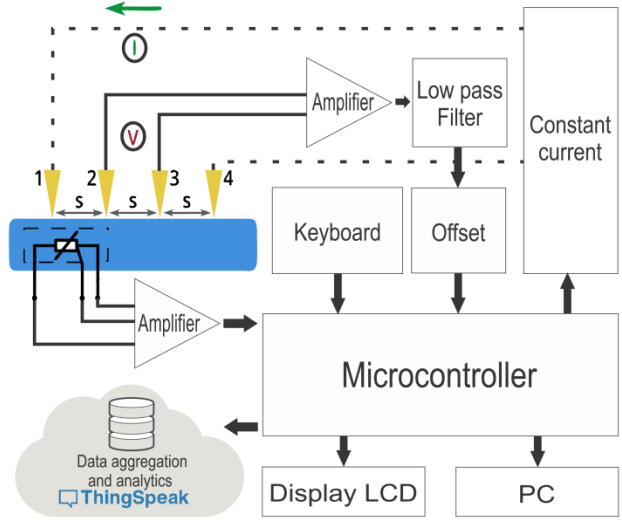 I
Amplifier
Low pass
Filter
Constant
current
V
1 2 3 4
S S S
Keyboard
Offset
Amplifier
Microcontroller
Data aggregation
and analytics
ThingSpeak
Display LCD
PC